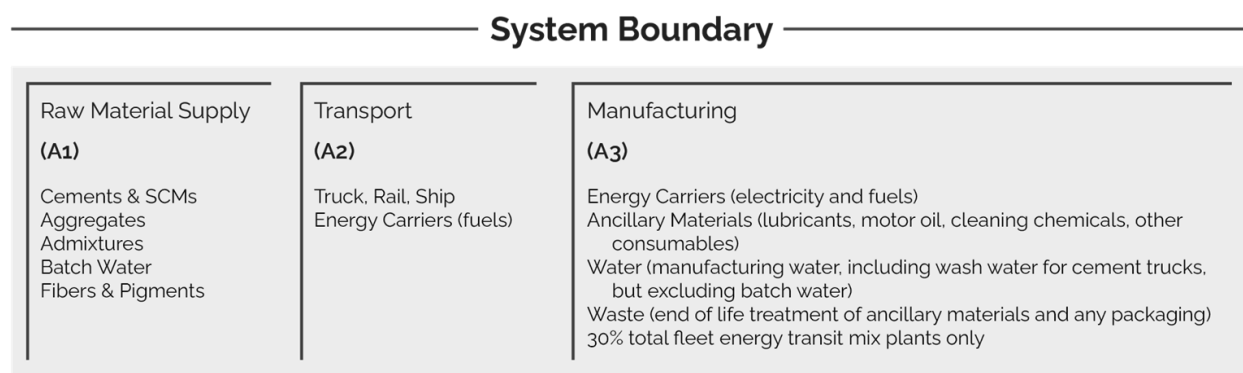 System Boundary
Raw Material Supply
(A1)
Cements & SCMs
Aggregates
Admixtures
Batch Water
Fibers & Pigments
Transport
(A2)
Truck, Rail, Ship
Energy Carriers (fuels)
Manufacturing
(A3)
Energy Carriers (electricity and fuels)
Ancillary Materials (lubricants, motor oil, cleaning chemicals, other
consumables)
Water (manufacturing water, including wash water for cement trucks,
but excluding batch water)
Waste (end of life treatment of ancillary materials and any packaging)
30% total fleet energy transit mix plants only